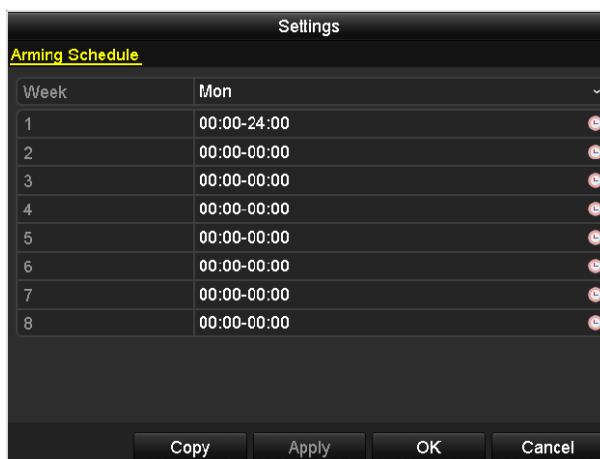 Settings
Arming Schedule
Week Mon
1 00:00-24:00
2 00:00-00:00
3 00:00-00:00
4 00:00-00:00
5 00:00-00:00
6 00:00-00:00
7 00:00-00:00
8 00:00-00:00
Copy Apply OK Cancel